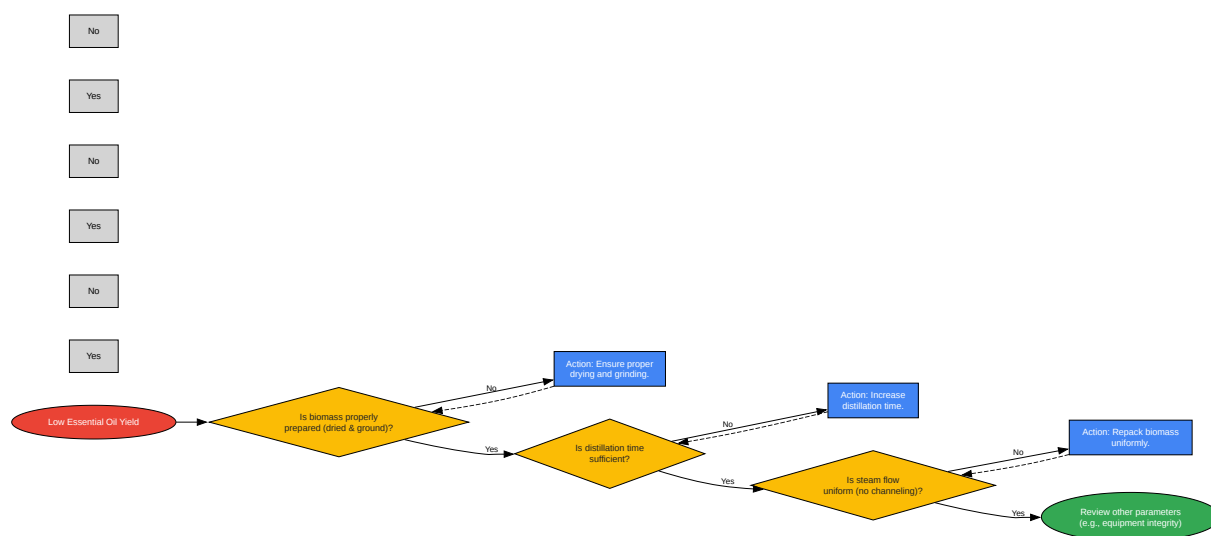 No
Yes
No
Yes
No
Yes
Low Essential Oil Yield
Is biomass properly
prepared (dried & ground)?
No
Action: Ensure proper
drying and grinding.
Yes
Is distillation time
sufficient?
No
Action: Increase
distillation time.
Yes
Is steam flow
uniform (no channeling)?
No
Action: Repack biomass
uniformly.
Yes
Review other parameters
(e.g., equipment integrity)